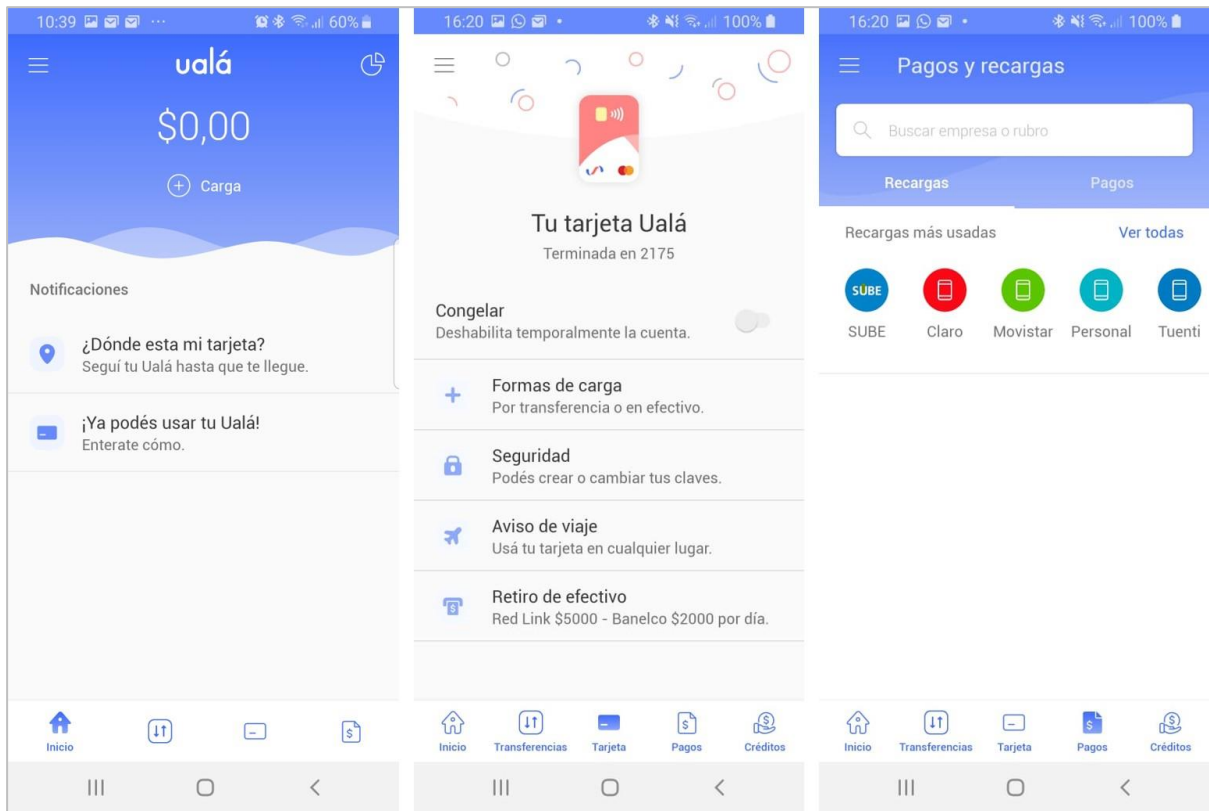 10:39 60%
ualá
$0,00
Carga
Notificaciones
¿Dónde esta mi tarjeta?
Seguí tu Ualá hasta que te llegue.
¡Ya podés usar tu Ualá!
Enterate cómo.
Inicio
16:20 100%
Tu tarjeta Ualá
Terminada en 2175
Congelar
Deshabilita temporalmente la cuenta.
Formas de carga
Por transferencia o en efectivo.
Seguridad
Podés crear o cambiar tus claves.
Aviso de viaje
Usá tu tarjeta en cualquier lugar.
Retiro de efectivo
Red Link $5000 - Banelco $2000 por día.
Inicio Transferencias Tarjeta Pagos Créditos
16:20 100%
Pagos y recargas
Buscar empresa o rubro
Recargas Pagos
Recargas más usadas Ver todas
SUBE
SUBE Claro Movistar Personal Tuenti
Inicio Transferencias Tarjeta Pagos Créditos